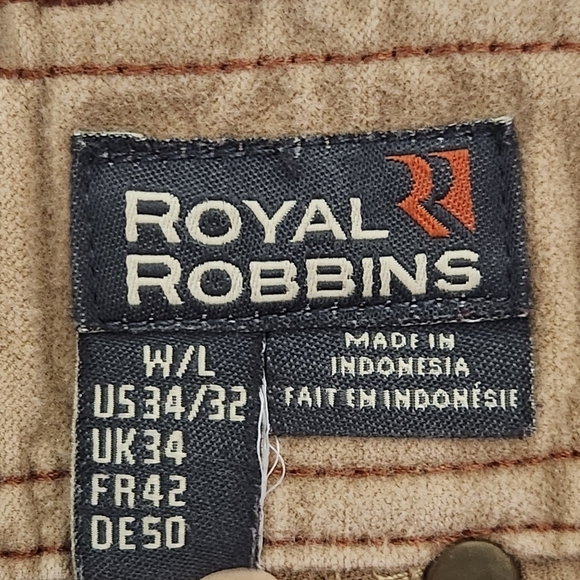 ROYAL
ROBBINS
W/L
US34/32
UK34
FR42
DE50
MADE IN
INDONESIA
FAIT EN INDONÉSIE